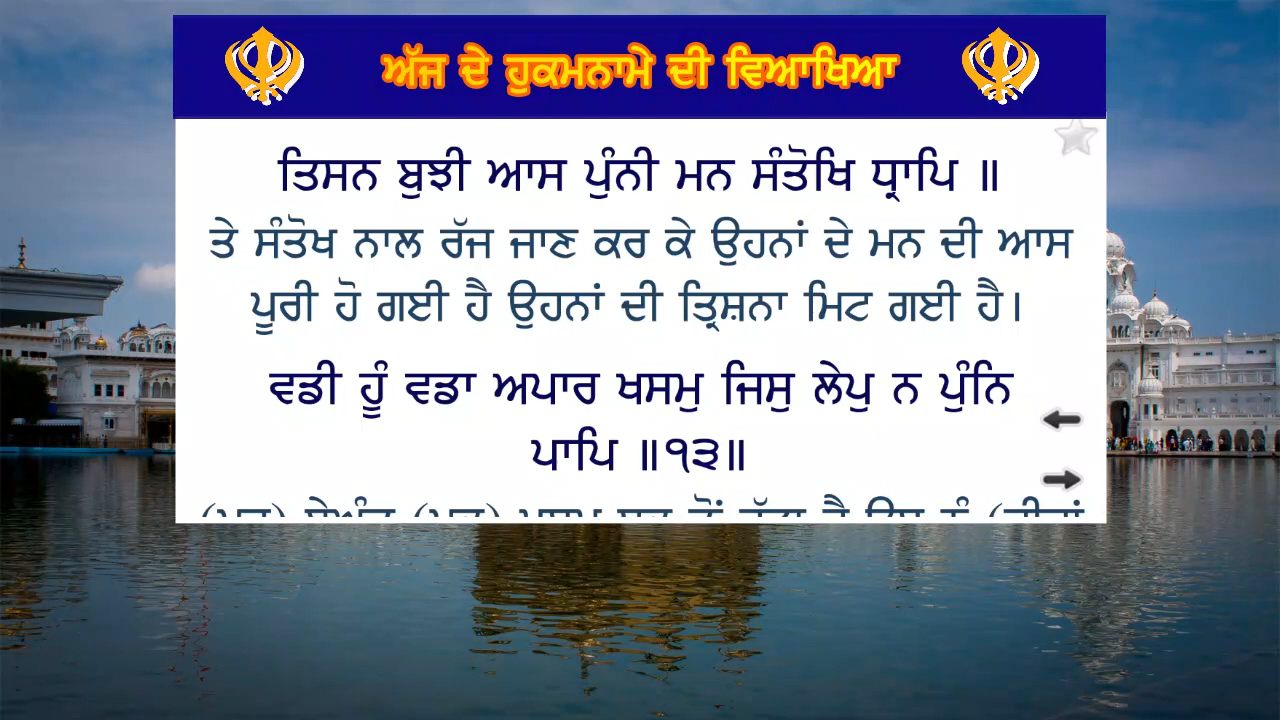 ਅੱਜ ਦੇ ਹੁਕਮਨਾਮੇ ਦੀ ਵਿਆਖਿਆ
ਤਿਸਨ ਬੁਝੀ ਆਸ ਪੁੰਨੀ ਮਨ ਸੰਤੋਖਿ ਧ੍ਰਾਪਿ ॥
ਤੇ ਸੰਤੋਖ ਨਾਲ ਰੱਜ ਜਾਣ ਕਰ ਕੇ ਉਹਨਾਂ ਦੇ ਮਨ ਦੀ ਆਸ
ਪੂਰੀ ਹੋ ਗਈ ਹੈ ਉਹਨਾਂ ਦੀ ਤ੍ਰਿਸ਼ਨਾ ਮਿਟ ਗਈ ਹੈ।
ਵਡੀ ਹੂੰ ਵਡਾ ਅਪਾਰ ਖਸਮੁ ਜਿਸੁ ਲੇਪੁ ਨ ਪੁੰਨਿ
ਪਾਪਿ ॥੧੩॥